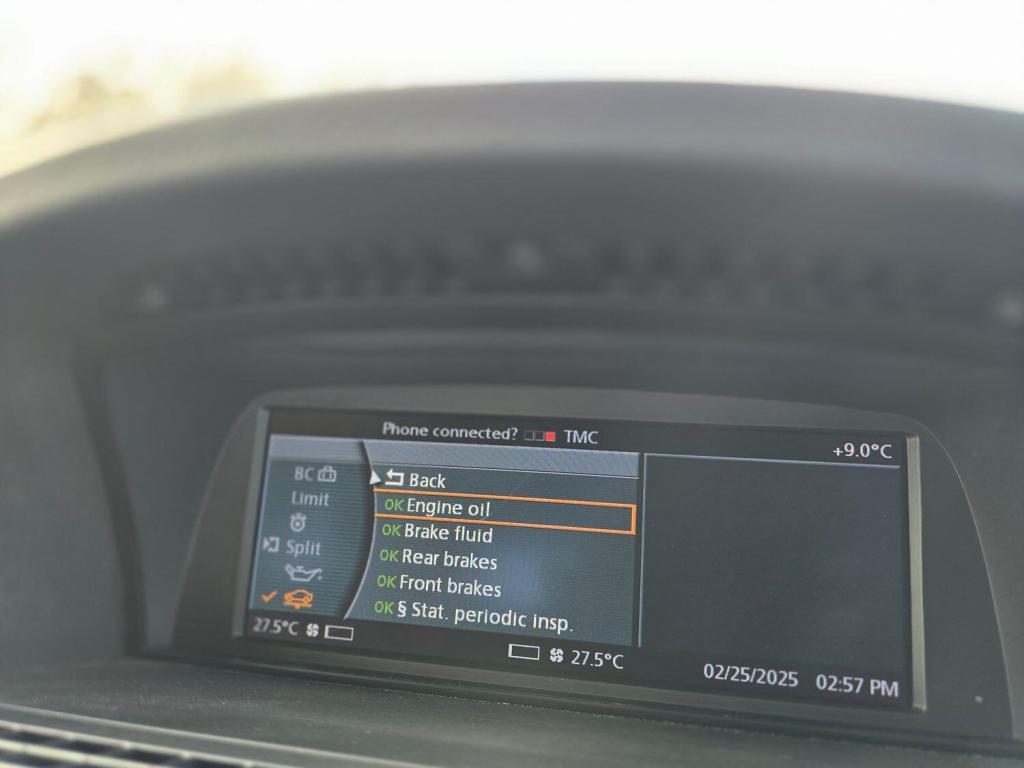 Phone connected? TMC
+9.0°C
BC
Limit
Split
Back
OK Engine oil
OK Brake fluid
OK Rear brakes
OK Front brakes
OK § Stat. periodic insp.
27.5°C
27.5°C
02/25/2025 02:57 PM